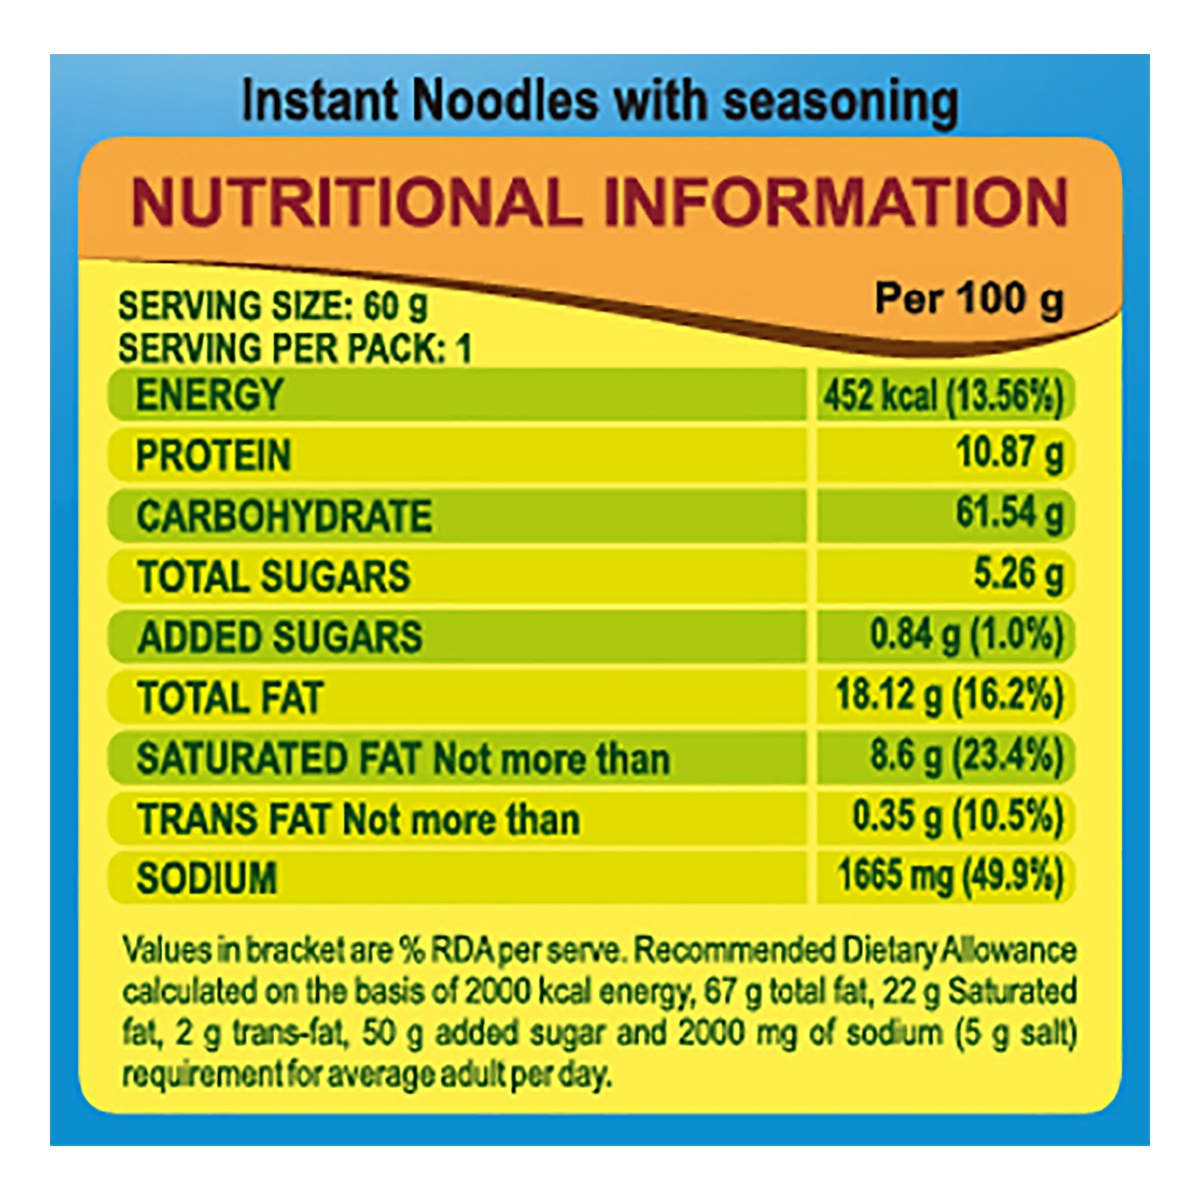 Instant Noodles with seasoning
NUTRITIONAL INFORMATION
SERVING SIZE: 60 g
SERVING PER PACK: 1
Per 100 g
ENERGY 452 kcal (13.56%)
PROTEIN 10.87 g
CARBOHYDRATE 61.54 g
TOTAL SUGARS 5.26 g
ADDED SUGARS 0.84 g (1.0%)
TOTAL FAT 18.12 g (16.2%)
SATURATED FAT Not more than 8.6 g (23.4%)
TRANS FAT Not more than 0.35 g (10.5%)
SODIUM 1665 mg (49.9%)
Values in bracket are % RDA per serve. Recommended Dietary Allowance
calculated on the basis of 2000 kcal energy, 67 g total fat, 22 g Saturated
fat, 2 g trans-fat, 50 g added sugar and 2000 mg of sodium (5 g salt)
requirement for average adult per day.